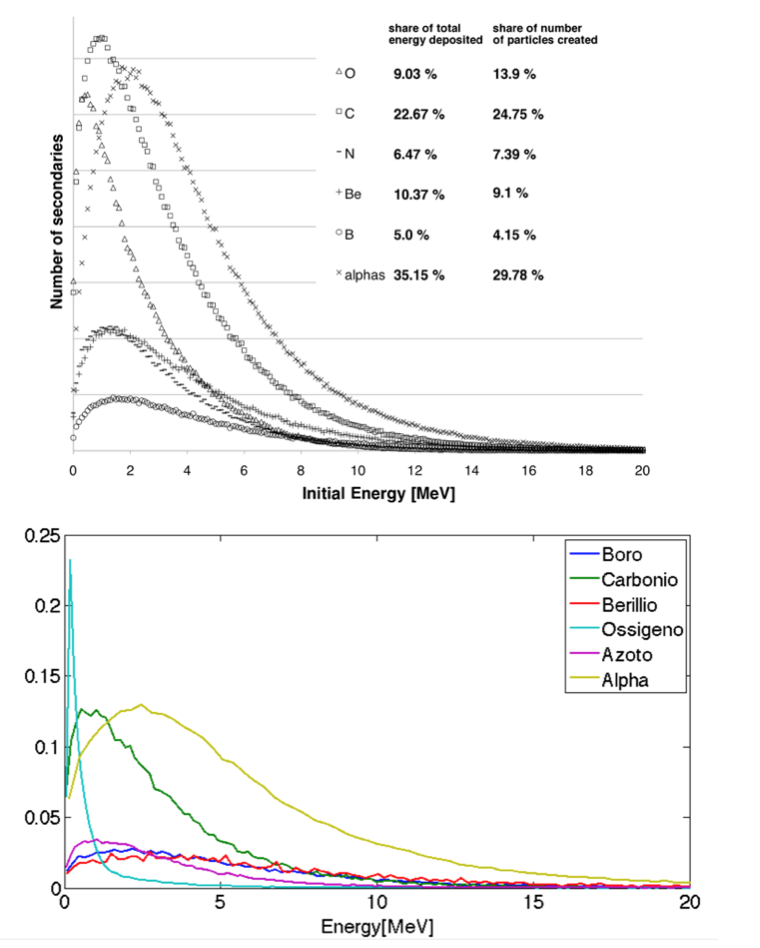 share of total share of number
energy deposited of particles created
△ O 9.03 % 13.9 %
□ C 22.67 % 24.75 %
- N 6.47 % 7.39 %
+ Be 10.37 % 9.1 %
○ B 5.0 % 4.15 %
× alphas 35.15 % 29.78 %
Number of secondaries
0 2 4 6 8 10 12 14 16 18 20
Initial Energy [MeV]
0.25
0.2
0.15
0.1
0.05
0
Boro
Carbonio
Berillio
Ossigeno
Azoto
Alpha
0 5 10 15 20
Energy[MeV]